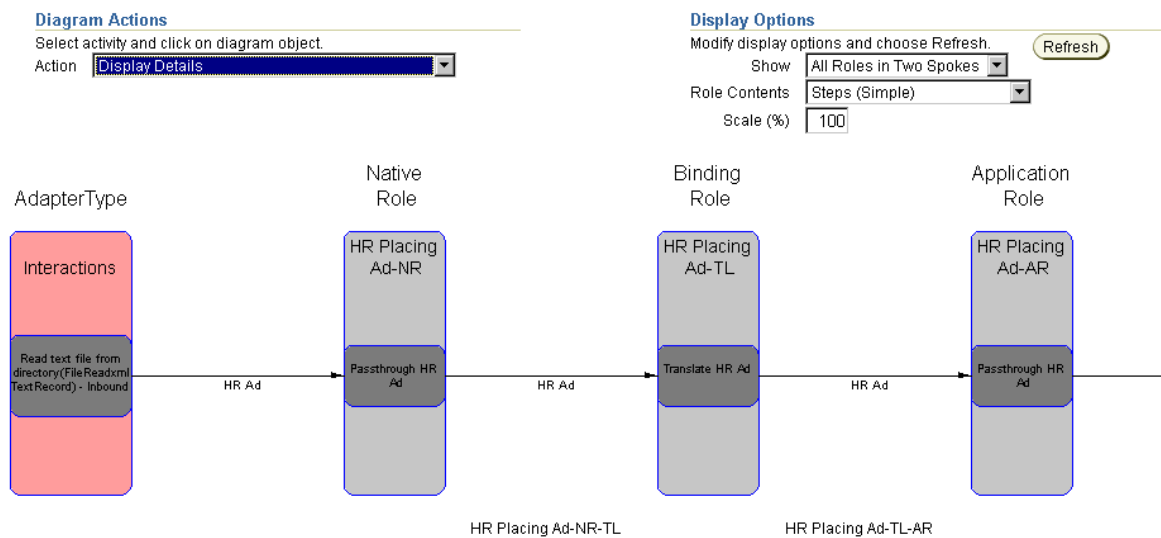 Diagram Actions
Select activity and click on diagram object.
Action Display Details
Display Options
Modify display options and choose Refresh. Refresh
Show All Roles in Two Spokes
Role Contents Steps (Simple)
Scale (%) 100
AdapterType
Native
Role
Binding
Role
Application
Role
Interactions
HR Placing
Ad-NR
HR Placing
Ad-TL
HR Placing
Ad-AR
Read text file from
directory(FileReadxml
TextRecord) - Inbound
HR Ad
Passthrough HR
Ad
HR Ad
Translate HR Ad
HR Ad
Passthrough HR
Ad
HR Placing Ad-NR-TL
HR Placing Ad-TL-AR